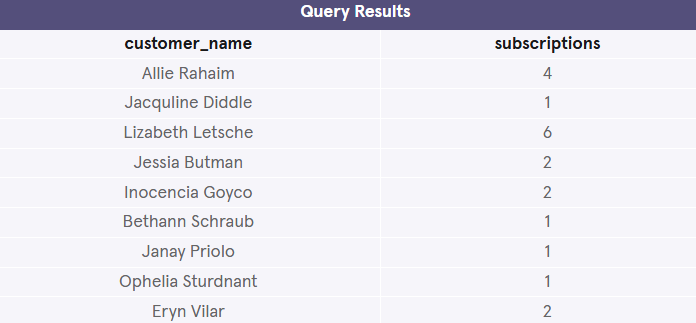 Query Results
customer_name subscriptions
Allie Rahaim 4
Jacquline Diddle 1
Lizabeth Letsche 6
Jessia Butman 2
Inocencia Goyco 2
Bethann Schraub 1
Janay Priolo 1
Ophelia Sturdnant 1
Eryn Vilar 2